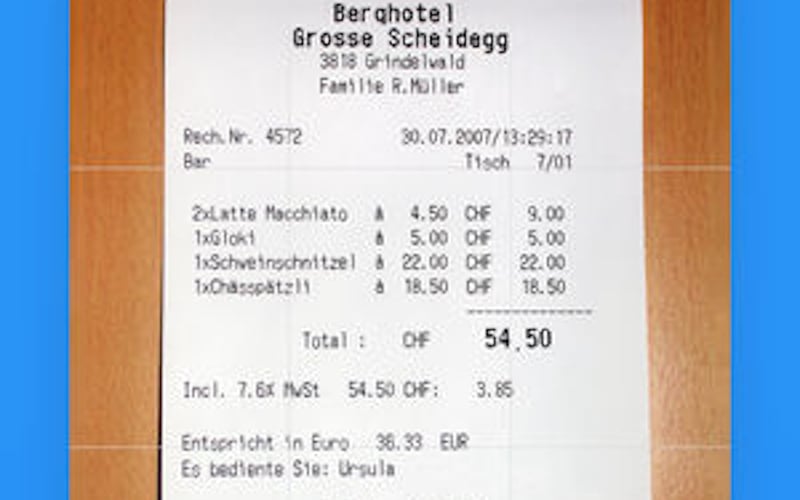 Berghotel
Grosse Scheidegg
3818 Grindelwald
Familie R.Müller
Rech.Nr. 4572 30.07.2007/13:29:17
Bar Tisch 7/01
2xLatte Macchiato à 4.50 CHF 9.00
1xGloki à 5.00 CHF 5.00
1xSchweinschnitzel à 22.00 CHF 22.00
1xChässpätzli à 18.50 CHF 18.50
Total : CHF 54.50
Incl. 7.6% MwSt 54.50 CHF: 3.85
Entspricht in Euro 36.33 EUR
Es bediente Sie: Ursula